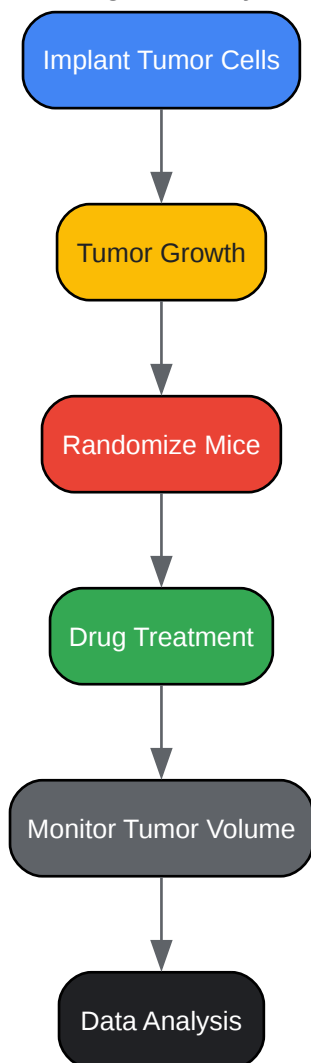 Implant Tumor Cells
Tumor Growth
Randomize Mice
Drug Treatment
Monitor Tumor Volume
Data Analysis